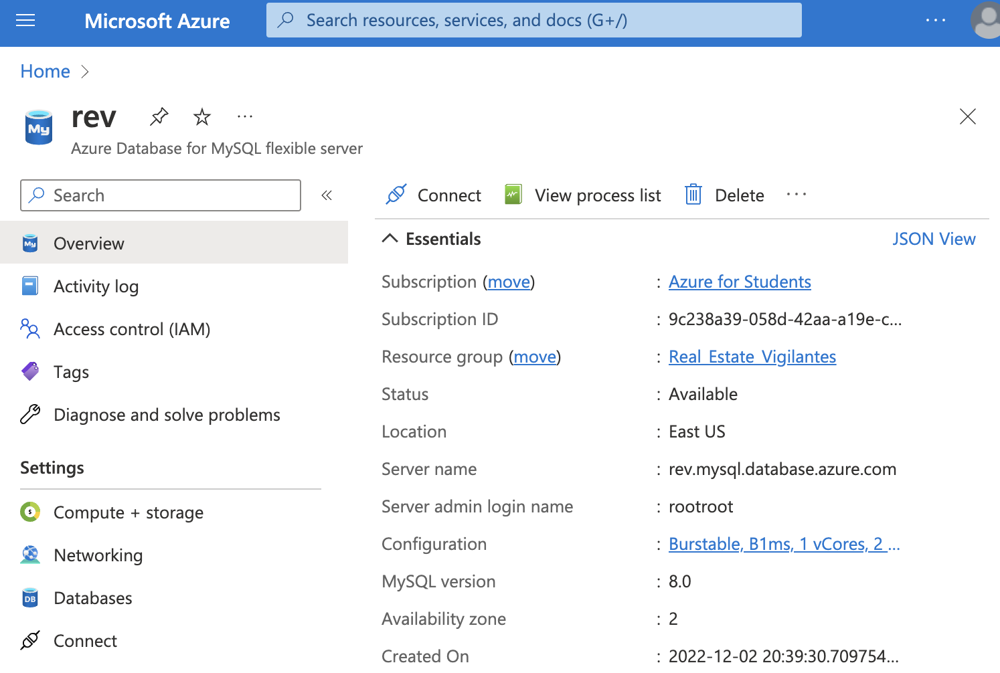 Microsoft Azure
Search resources, services, and docs (G+/)
Home
My
rev
Azure Database for MySQL flexible server
Search
Connect
View process list
Delete
My
Overview
Activity log
Access control (IAM)
Tags
Diagnose and solve problems
Settings
$
Compute + storage
Networking
DB
Databases
Connect
Essentials
JSON View
Subscription (move) : Azure for Students
Subscription ID : 9c238a39-058d-42aa-a19e-c...
Resource group (move) : Real_Estate_Vigilantes
Status : Available
Location : East US
Server name : rev.mysql.database.azure.com
Server admin login name : rootroot
Configuration : Burstable, B1ms, 1 vCores, 2 ...
MySQL version : 8.0
Availability zone : 2
Created On : 2022-12-02 20:39:30.709754...